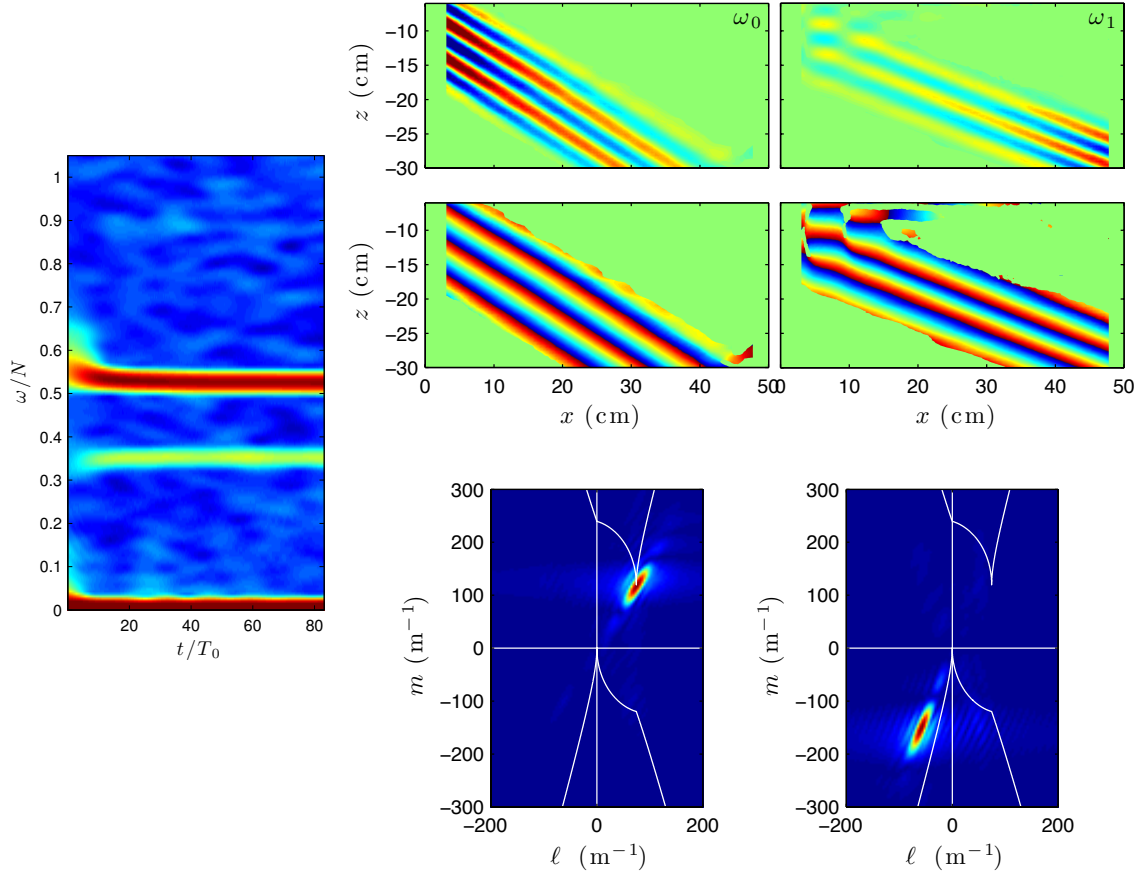 ω0 ω1
−10
−15
−20
−25
−30
z (cm)
−10
−15
−20
−25
−30
z (cm)
0 10 20 30 40 50 0 10 20 30 40 50
x (cm) x (cm)
1
0.9
0.8
0.7
0.6
0.5
0.4
0.3
0.2
0.1
0
ω/N
20 40 60 80
t/T0
300
200
100
0
−100
−200
−300
m (m−1)
−200 0 200
ℓ (m−1)
300
200
100
0
−100
−200
−300
m (m−1)
−200 0 200
ℓ (m−1)